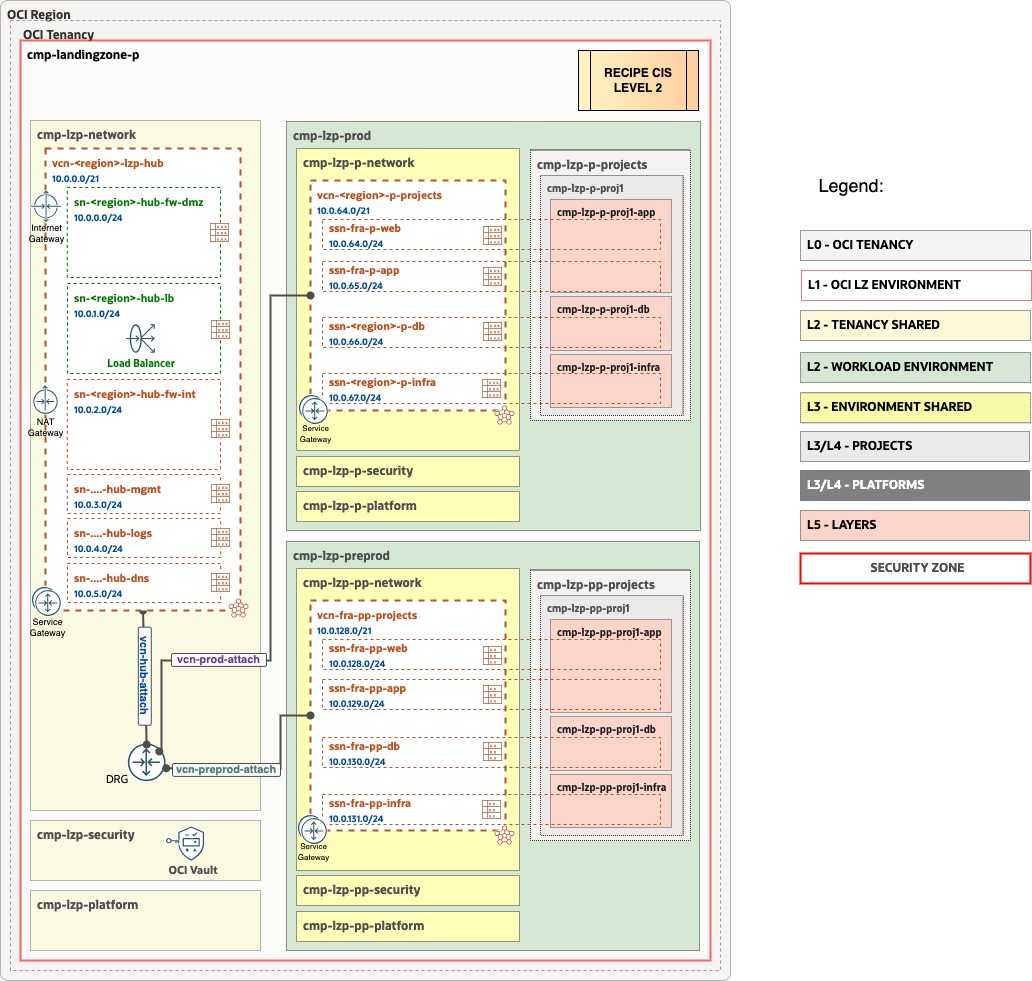 OCI Region
OCI Tenancy
cmp-landingzone-p
RECIPE CIS
LEVEL 2
cmp-lzp-network
vcn-<region>-lzp-hub
10.0.0.0/21
sn-<region>-hub-fw-dmz
10.0.0.0/24
Internet
Gateway
sn-<region>-hub-lb
10.0.1.0/24
Load Balancer
sn-<region>-hub-fw-int
10.0.2.0/24
NAT
Gateway
sn-....-hub-mgmt
10.0.3.0/24
sn-....-hub-logs
10.0.4.0/24
sn-....-hub-dns
10.0.5.0/24
Service
Gateway
vcn-hub-attach
vcn-prod-attach
vcn-preprod-attach
DRG
cmp-lzp-security
OCI Vault
cmp-lzp-platform
cmp-lzp-prod
cmp-lzp-p-network
vcn-<region>-p-projects
10.0.64.0/21
ssn-fra-p-web
10.0.64.0/24
ssn-fra-p-app
10.0.65.0/24
ssn-<region>-p-db
10.0.66.0/24
ssn-<region>-p-infra
10.0.67.0/24
Service
Gateway
cmp-lzp-p-security
cmp-lzp-p-platform
cmp-lzp-p-projects
cmp-lzp-p-proj1
cmp-lzp-p-proj1-app
cmp-lzp-p-proj1-db
cmp-lzp-p-proj1-infra
cmp-lzp-preprod
cmp-lzp-pp-network
vcn-fra-pp-projects
10.0.128.0/21
ssn-fra-pp-web
10.0.128.0/24
ssn-fra-pp-app
10.0.129.0/24
ssn-fra-pp-db
10.0.130.0/24
ssn-fra-pp-infra
10.0.131.0/24
Service
Gateway
cmp-lzp-pp-security
cmp-lzp-pp-platform
cmp-lzp-pp-projects
cmp-lzp-pp-proj1
cmp-lzp-pp-proj1-app
cmp-lzp-pp-proj1-db
cmp-lzp-pp-proj1-infra
Legend:
L0 - OCI TENANCY
L1 - OCI LZ ENVIRONMENT
L2 - TENANCY SHARED
L2 - WORKLOAD ENVIRONMENT
L3 - ENVIRONMENT SHARED
L3/L4 - PROJECTS
L3/L4 - PLATFORMS
L5 - LAYERS
SECURITY ZONE